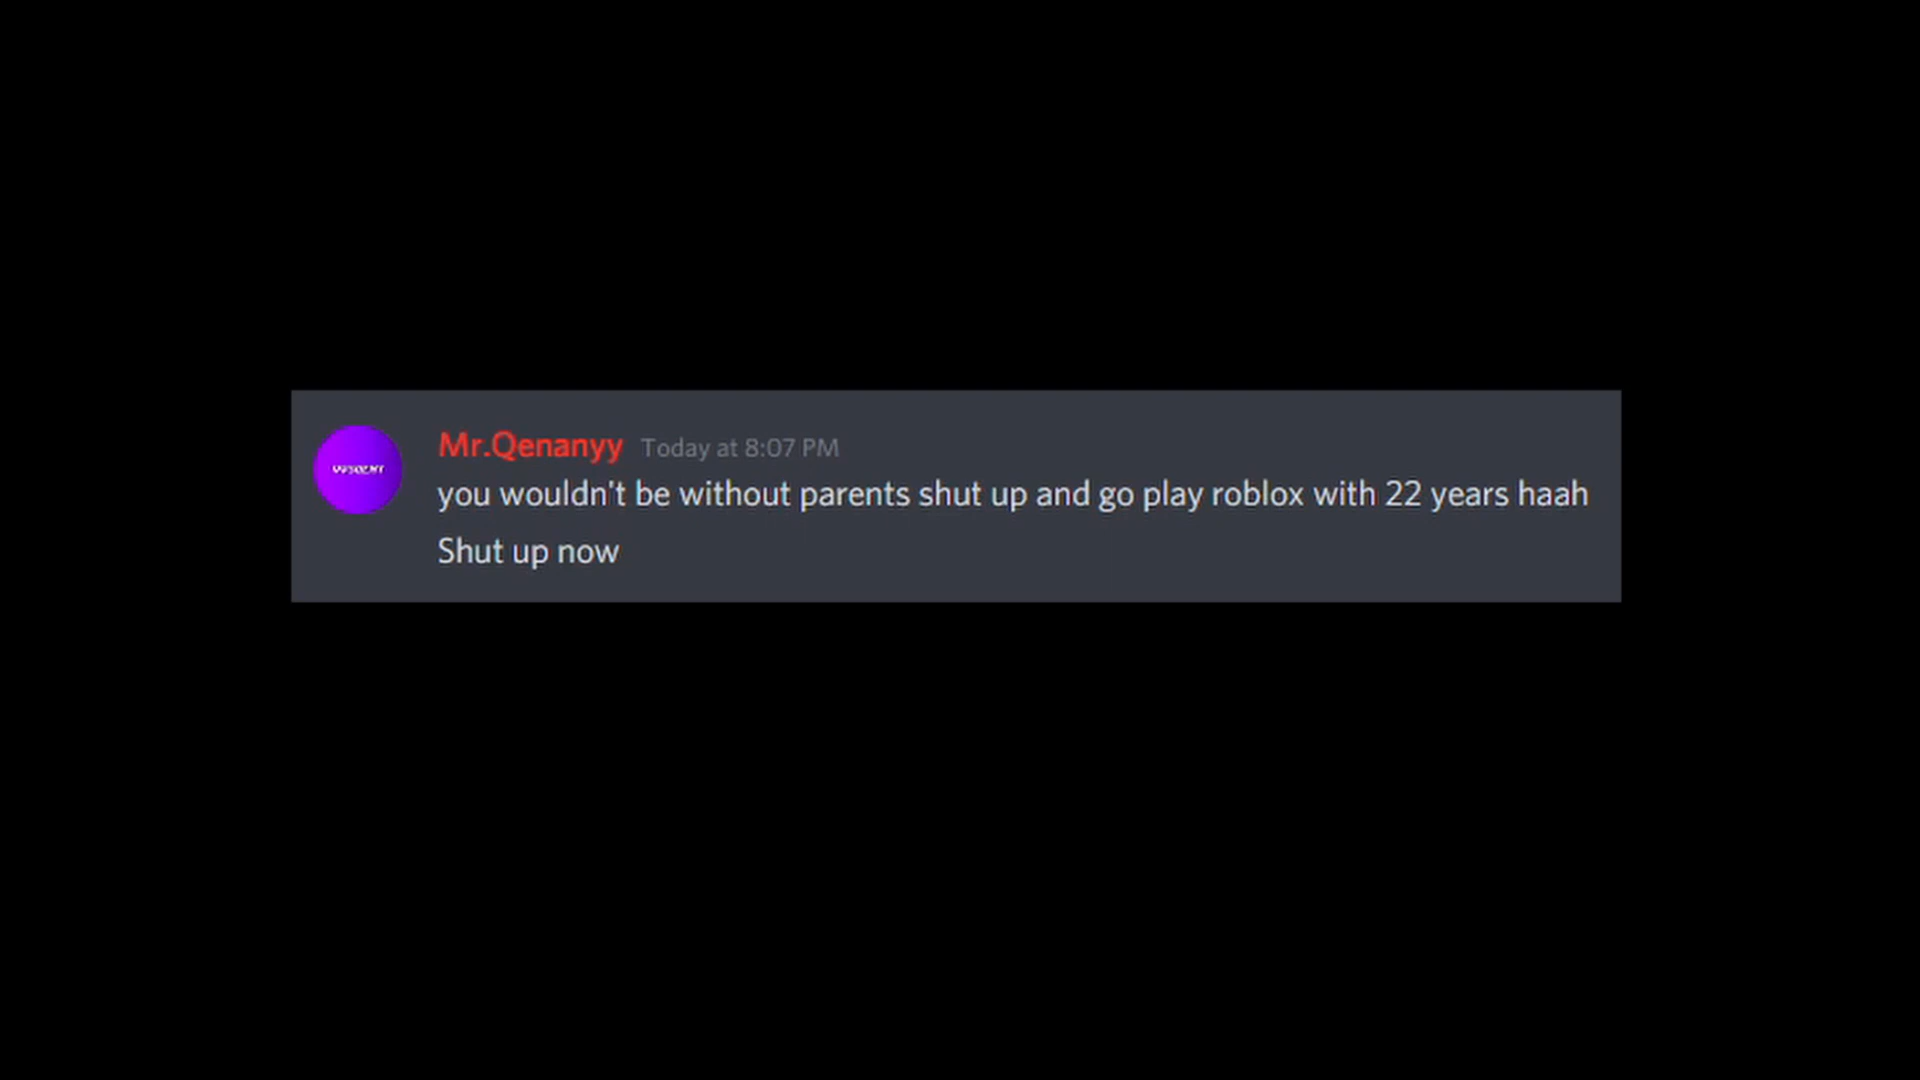 Mr.Qenanyy Today at 8:07 PM
you wouldn't be without parents shut up and go play roblox with 22 years haah
Shut up now